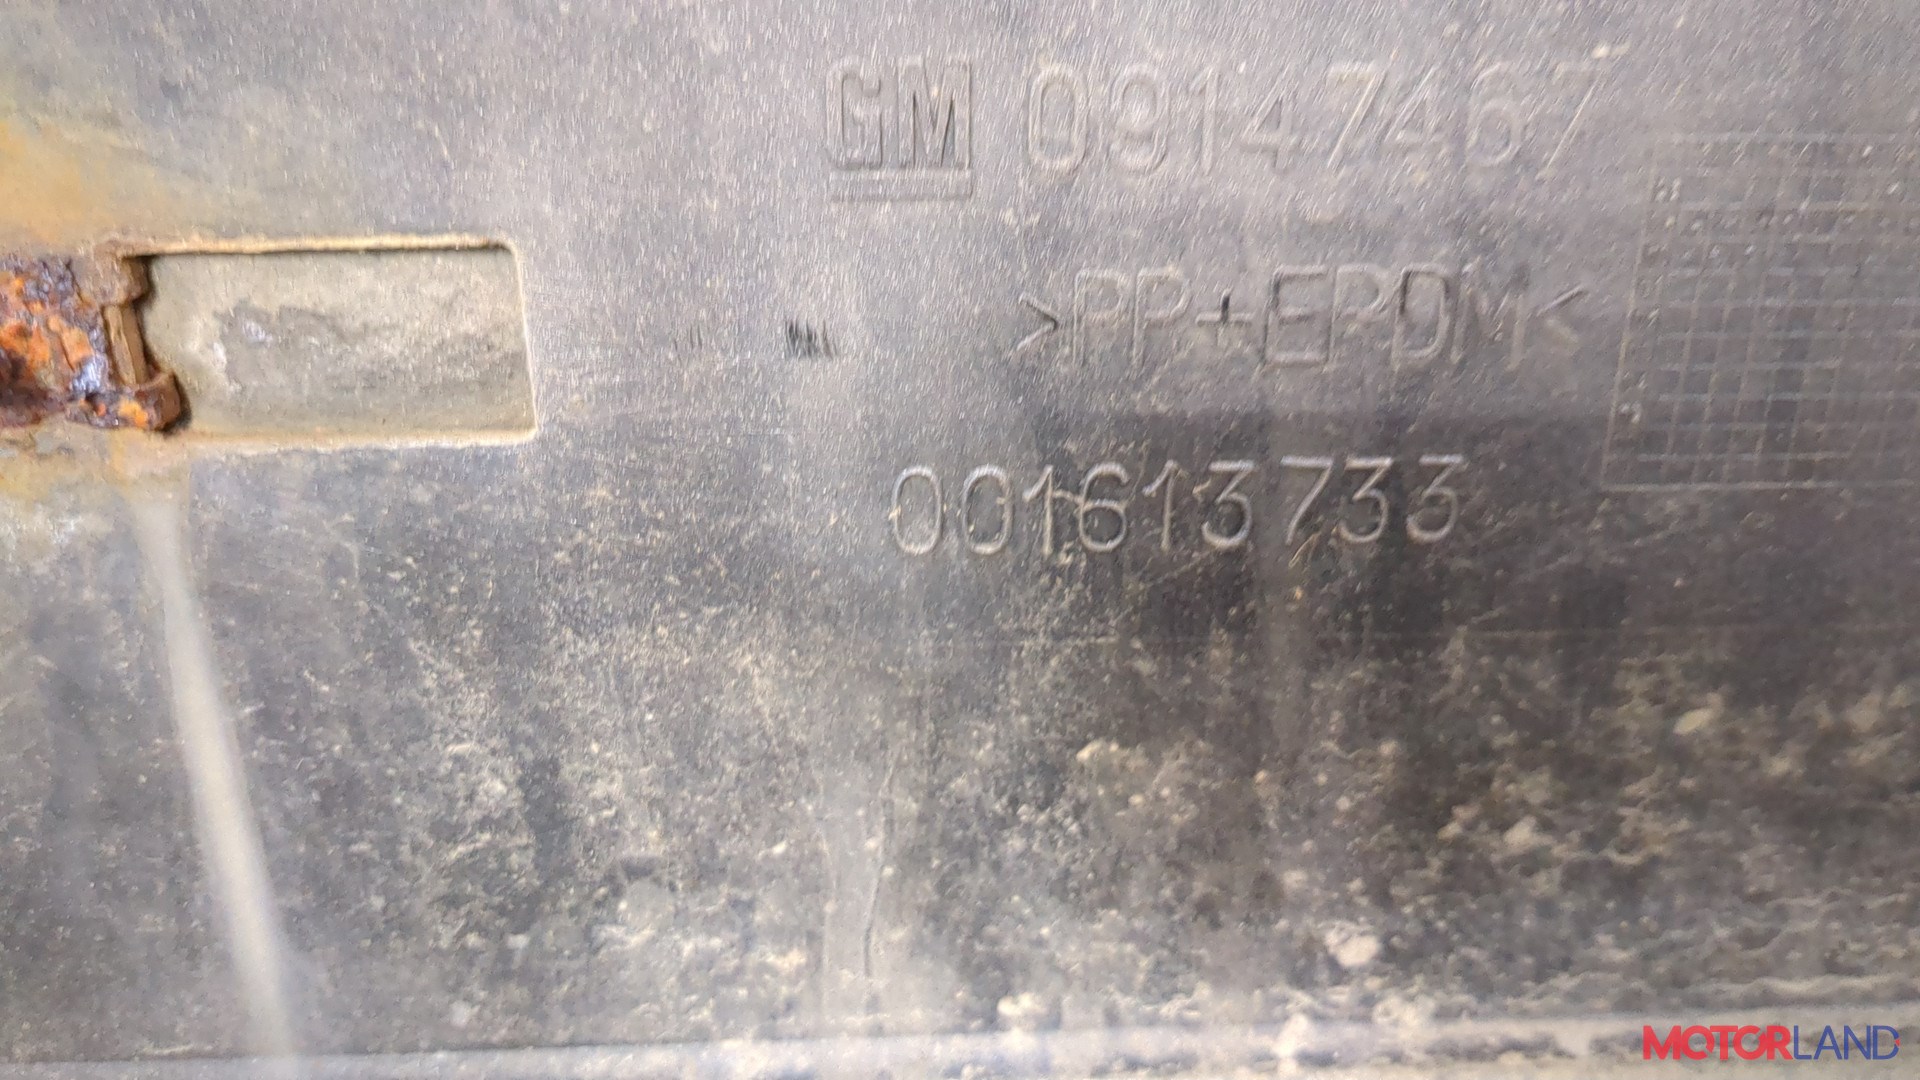 GM 09147467
>PP+EPDM<
001613733
MOTORLAND